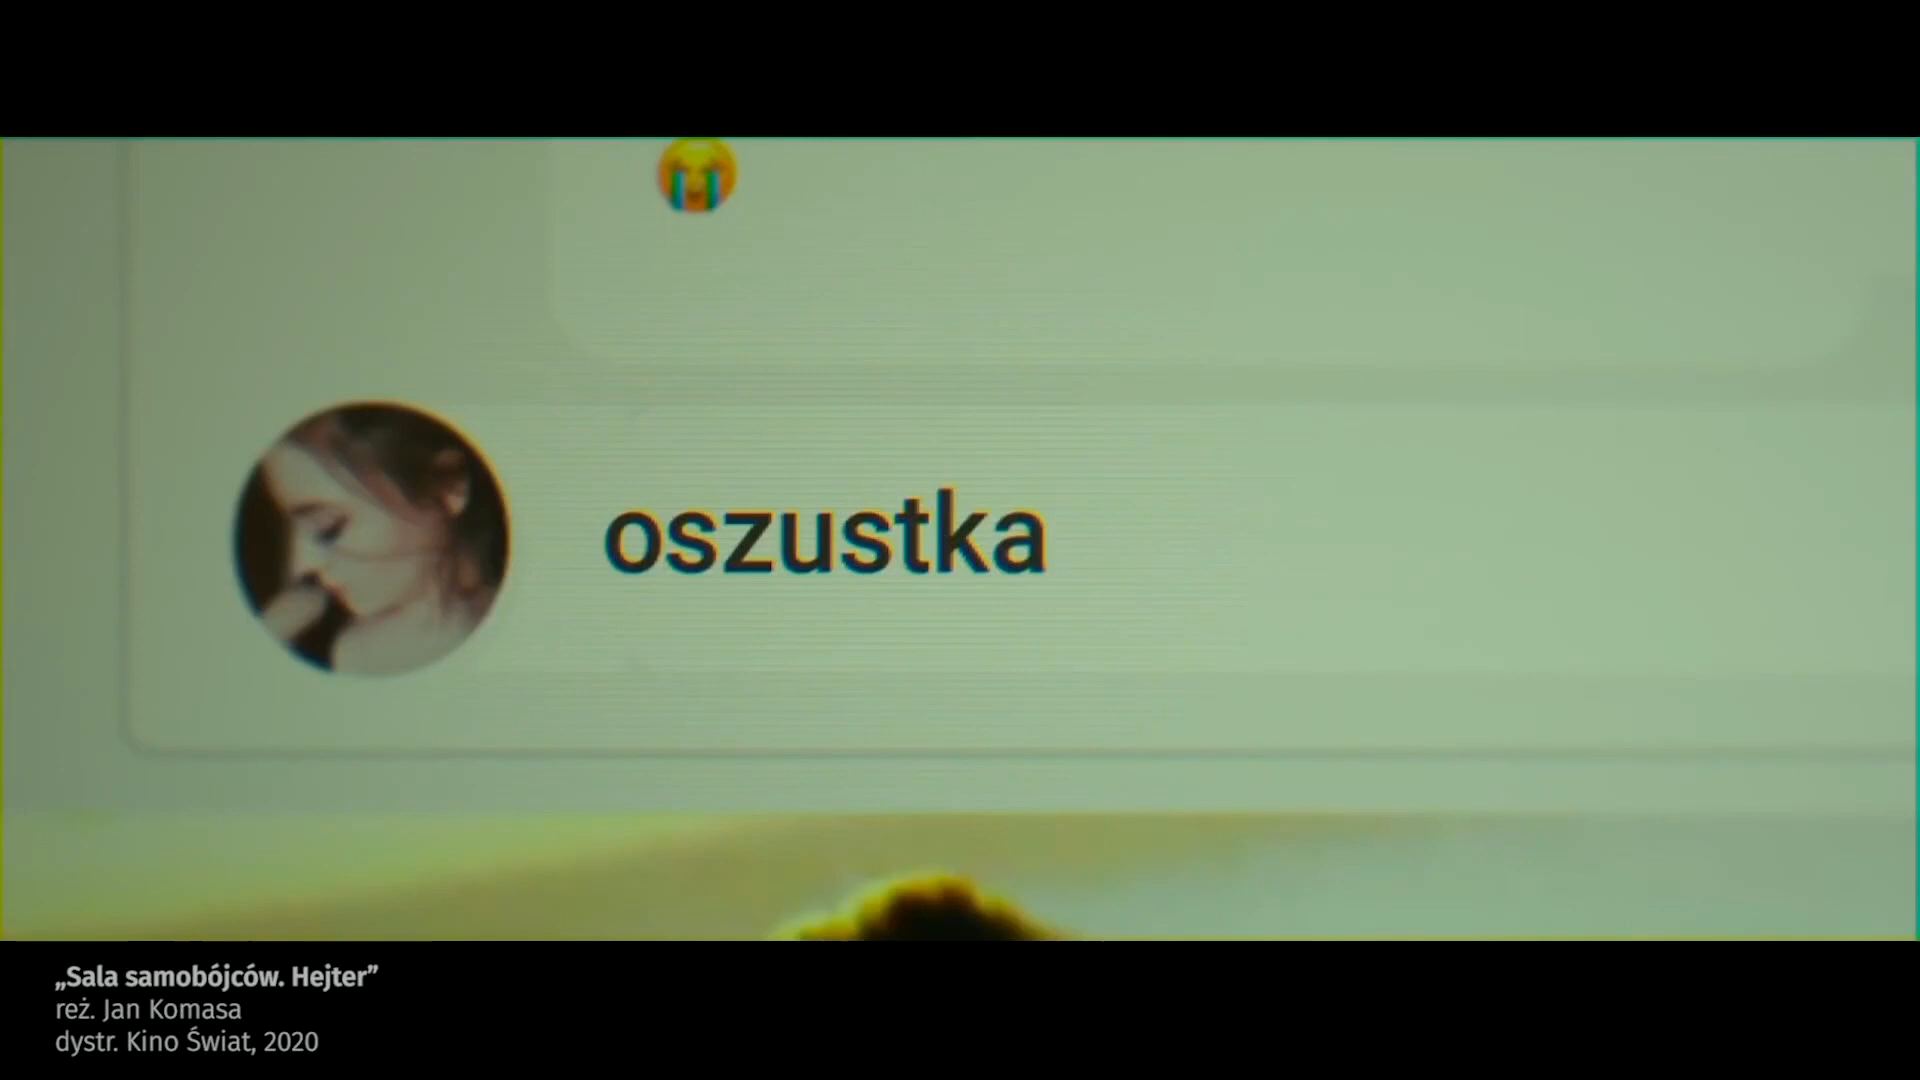 😭
oszustka
„Sala samobójców. Hejter”
reż. Jan Komasa
dystr. Kino Świat, 2020